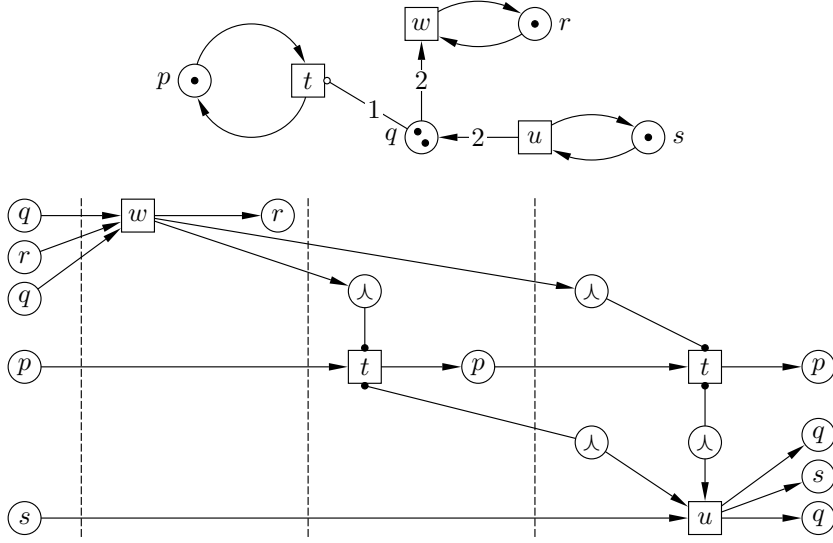 w r
p t 2
1
q 2 u s
q w r
r
q ⅄ ⅄
p t p t p
⅄ ⅄ q
s
s u q